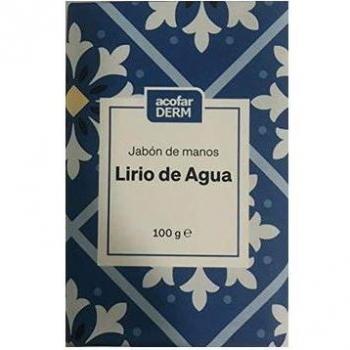 acofar
DERM
Jabón de manos
Lirio de Agua
100 g ℮